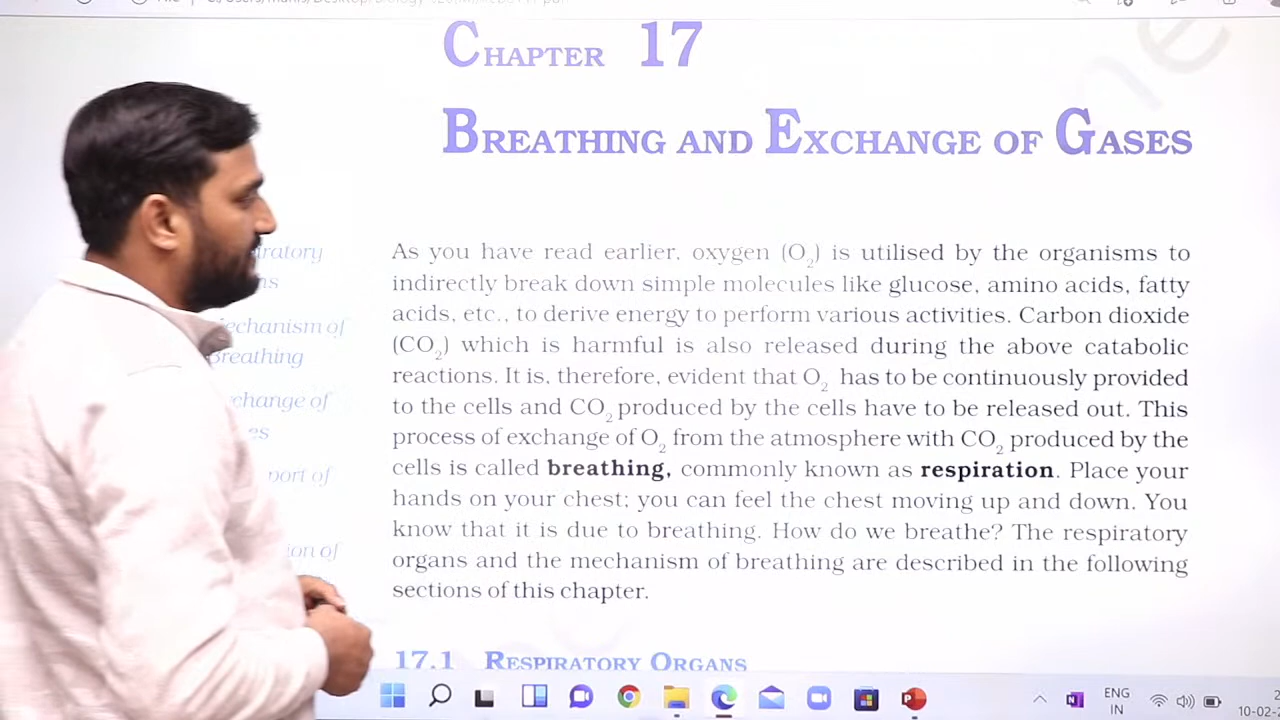 CHAPTER 17
BREATHING AND EXCHANGE OF GASES
Mechanism of
Breathing
As you have read earlier, oxygen (O₂) is utilised by the organisms to
indirectly break down simple molecules like glucose, amino acids, fatty
acids, etc., to derive energy to perform various activities. Carbon dioxide
(CO₂) which is harmful is also released during the above catabolic
reactions. It is, therefore, evident that O₂ has to be continuously provided
to the cells and CO₂ produced by the cells have to be released out. This
process of exchange of O₂ from the atmosphere with CO₂ produced by the
cells is called breathing, commonly known as respiration. Place your
hands on your chest; you can feel the chest moving up and down. You
know that it is due to breathing. How do we breathe? The respiratory
organs and the mechanism of breathing are described in the following
sections of this chapter.
17.1 RESPIRATORY ORGANS
ENG
IN